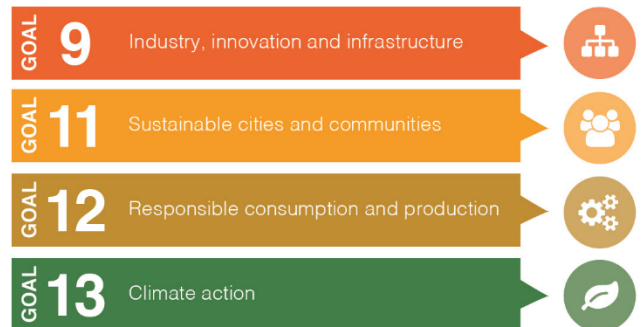 GOAL 9 Industry, innovation and infrastructure
GOAL 11 Sustainable cities and communities
GOAL 12 Responsible consumption and production
GOAL 13 Climate action